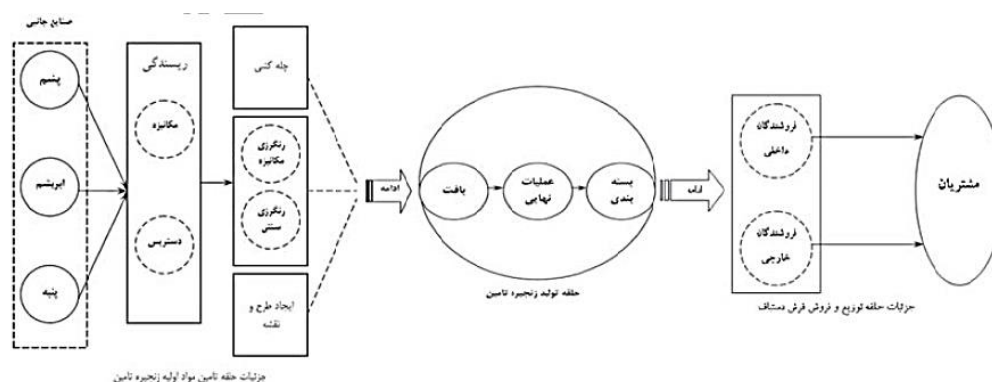 صنایع جانبی
پشم
ابریشم
پنبه
ریسندگی
مکانیزه
دستریس
چله کشی
رنگرزی
مکانیزه
رنگرزی
سنتی
ایجاد طرح و
نقشه
جزئیات حلقه تامین مواد اولیه زنجیره تامین
ادامه
بافت
عملیات
نهایی
بسته
بندی
حلقه تولید زنجیره تامین
ادامه
فروشندگان
داخلی
فروشندگان
خارجی
جزئیات حلقه توزیع و فروش فرش دستباف
مشتریان